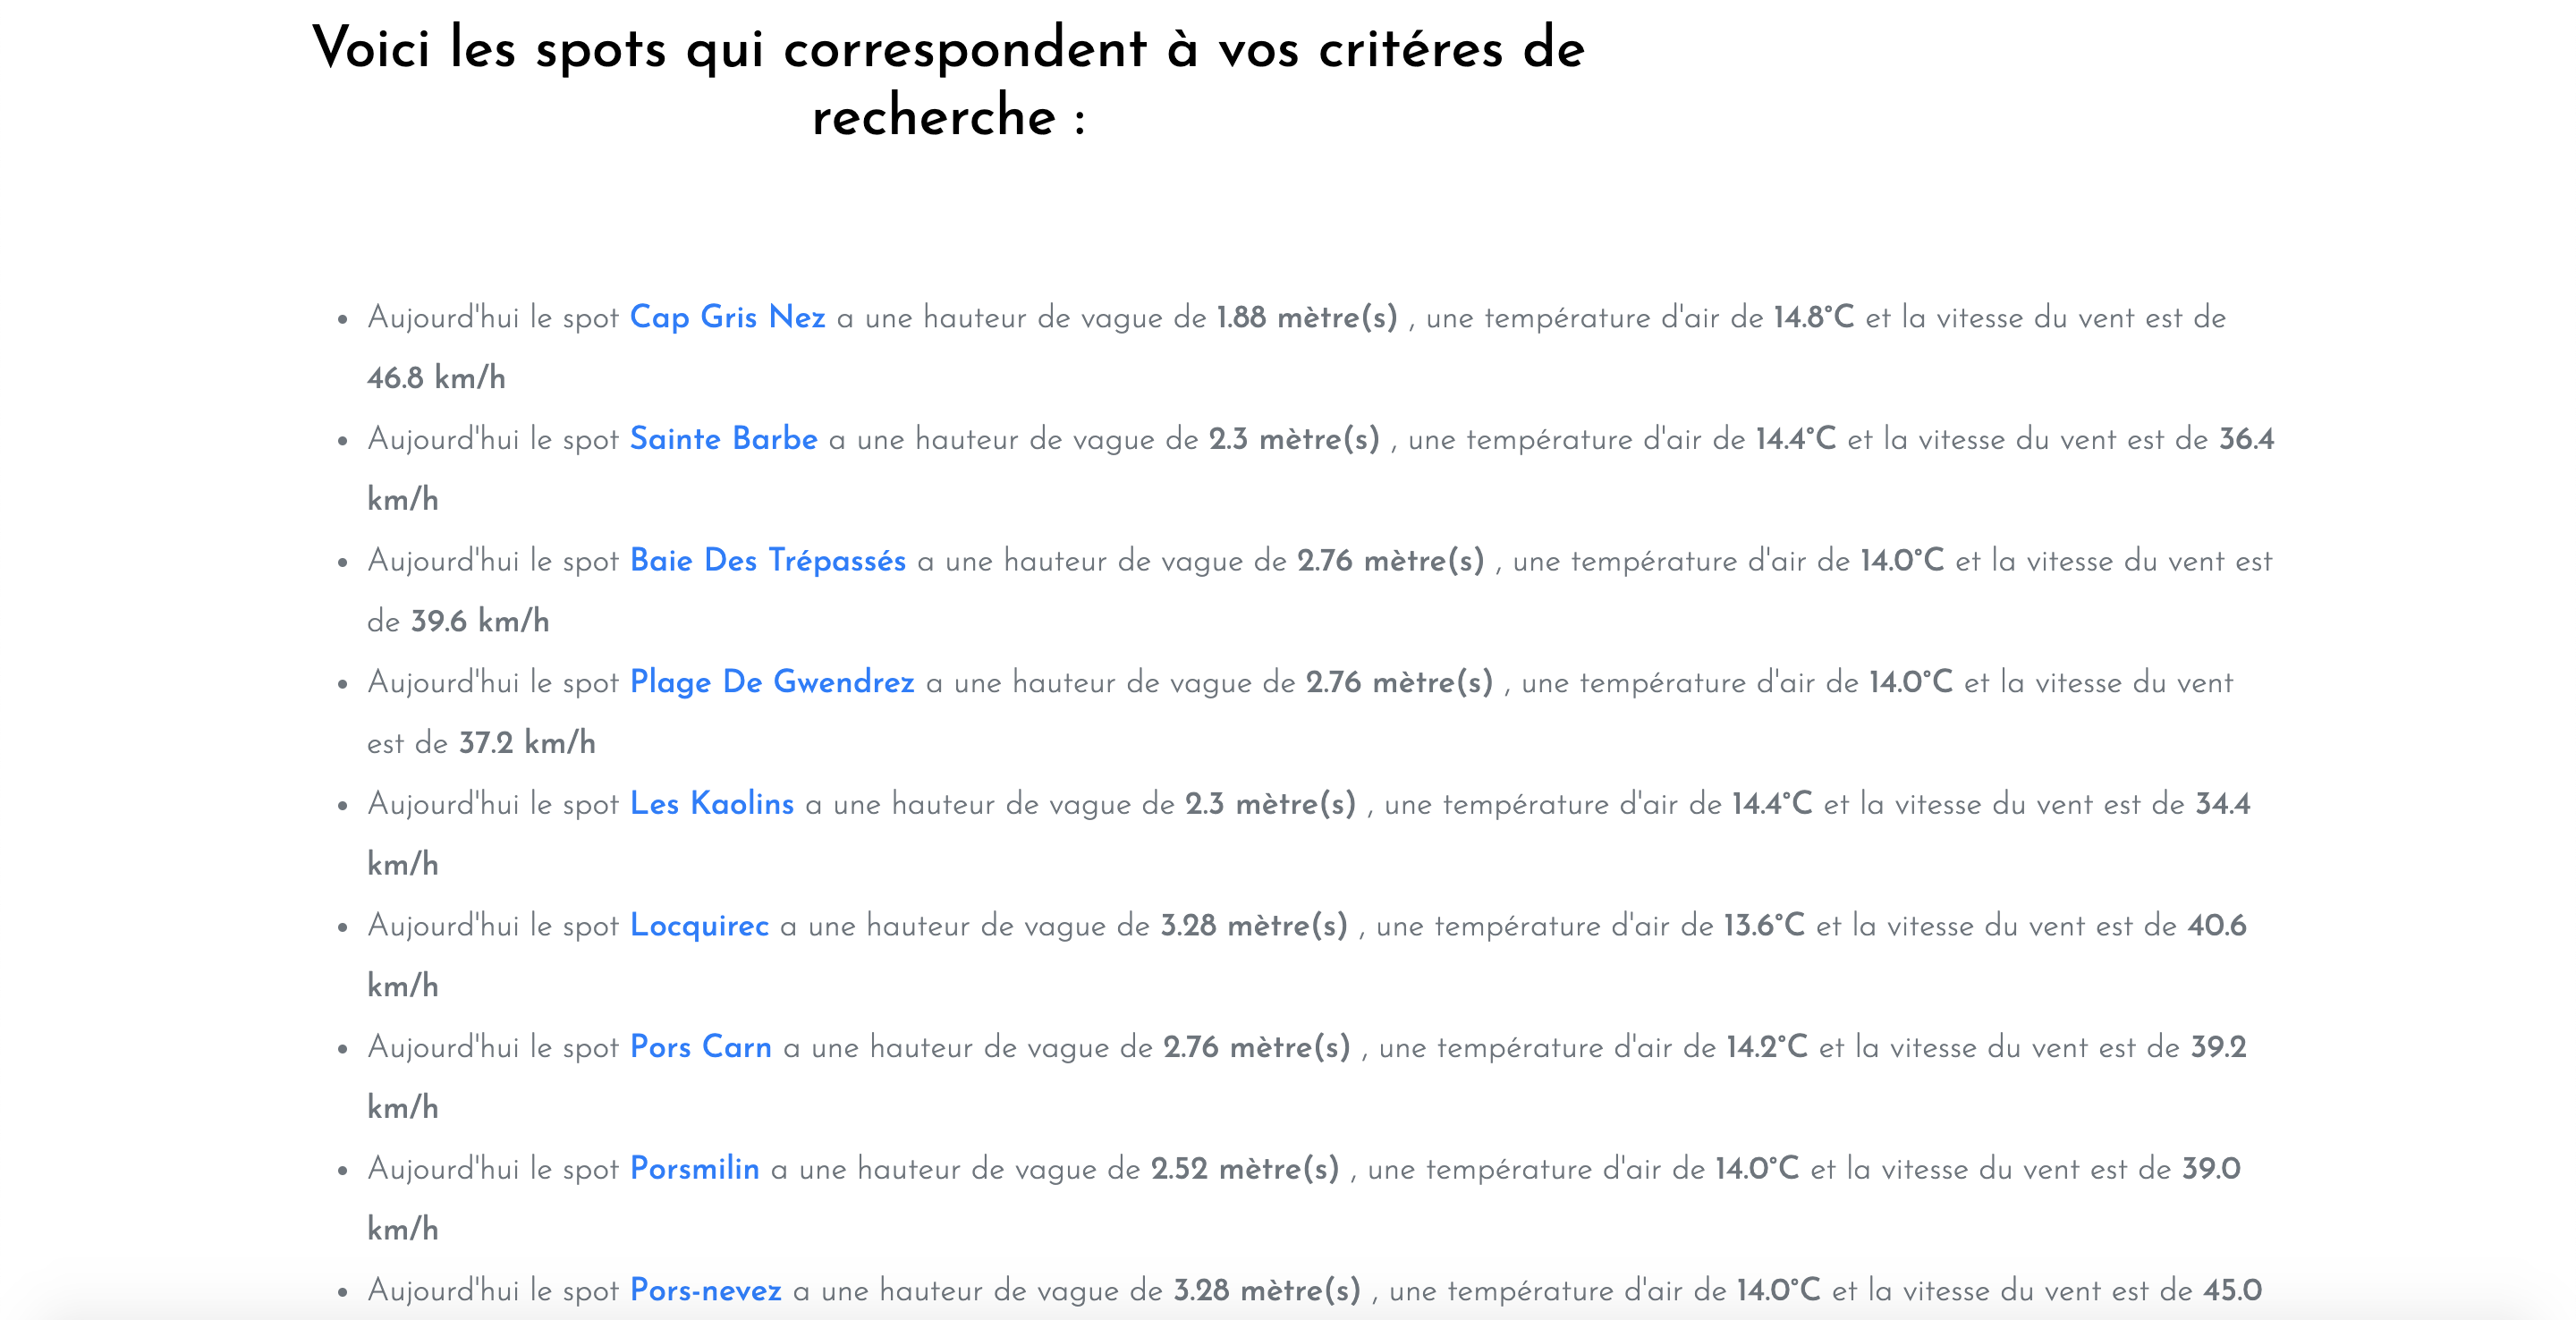 Voici les spots qui correspondent à vos critéres de
recherche :
• Aujourd'hui le spot Cap Gris Nez a une hauteur de vague de 1.88 mètre(s) , une température d'air de 14.8°C et la vitesse du vent est de
46.8 km/h
• Aujourd'hui le spot Sainte Barbe a une hauteur de vague de 2.3 mètre(s) , une température d'air de 14.4°C et la vitesse du vent est de 36.4
km/h
• Aujourd'hui le spot Baie Des Trépassés a une hauteur de vague de 2.76 mètre(s) , une température d'air de 14.0°C et la vitesse du vent est
de 39.6 km/h
• Aujourd'hui le spot Plage De Gwendrez a une hauteur de vague de 2.76 mètre(s) , une température d'air de 14.0°C et la vitesse du vent
est de 37.2 km/h
• Aujourd'hui le spot Les Kaolins a une hauteur de vague de 2.3 mètre(s) , une température d'air de 14.4°C et la vitesse du vent est de 34.4
km/h
• Aujourd'hui le spot Locquirec a une hauteur de vague de 3.28 mètre(s) , une température d'air de 13.6°C et la vitesse du vent est de 40.6
km/h
• Aujourd'hui le spot Pors Carn a une hauteur de vague de 2.76 mètre(s) , une température d'air de 14.2°C et la vitesse du vent est de 39.2
km/h
• Aujourd'hui le spot Porsmilin a une hauteur de vague de 2.52 mètre(s) , une température d'air de 14.0°C et la vitesse du vent est de 39.0
km/h
• Aujourd'hui le spot Pors-nevez a une hauteur de vague de 3.28 mètre(s) , une température d'air de 14.0°C et la vitesse du vent est de 45.0